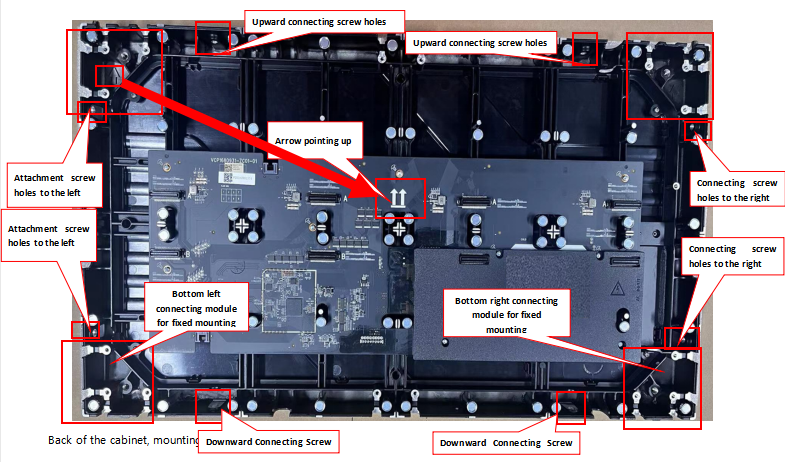 Upward connecting screw holes
Upward connecting screw holes
Arrow pointing up
VCP1680931-ZC01-01
A
A
A
Attachment screw
holes to the left
Connecting screw
holes to the right
Attachment screw
holes to the left
Connecting screw
holes to the right
B
B
Bottom left
connecting module
for fixed mounting
Bottom right connecting
module for fixed
mounting
Back of the cabinet, mounting
Downward Connecting Screw
Downward Connecting Screw